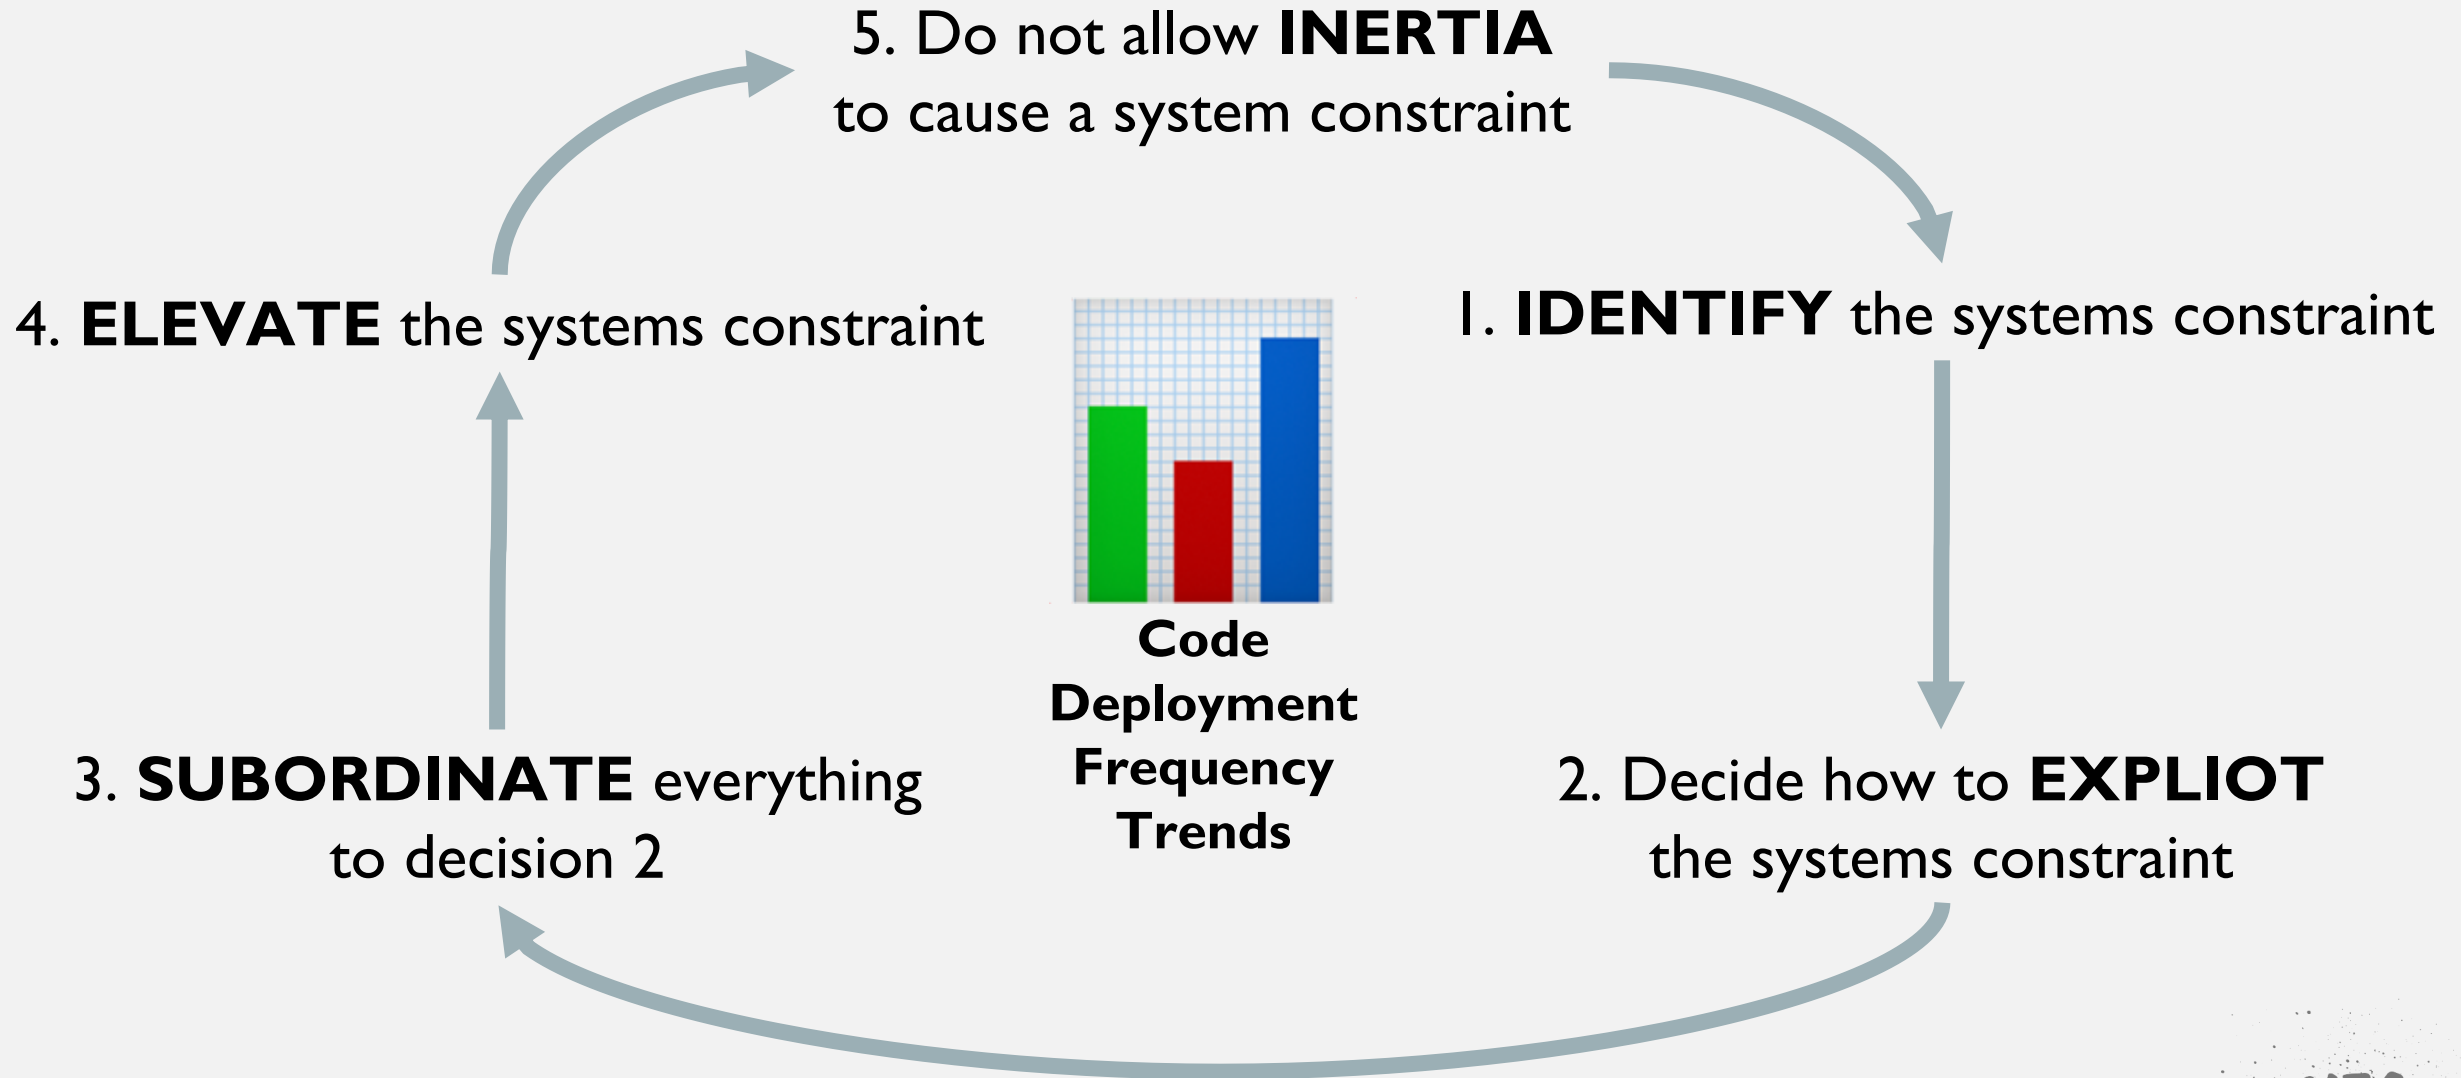 5. Do not allow INERTIA
to cause a system constraint
1. IDENTIFY the systems constraint
2. Decide how to EXPLIOT
the systems constraint
3. SUBORDINATE everything
to decision 2
4. ELEVATE the systems constraint
Code
Deployment
Frequency
Trends